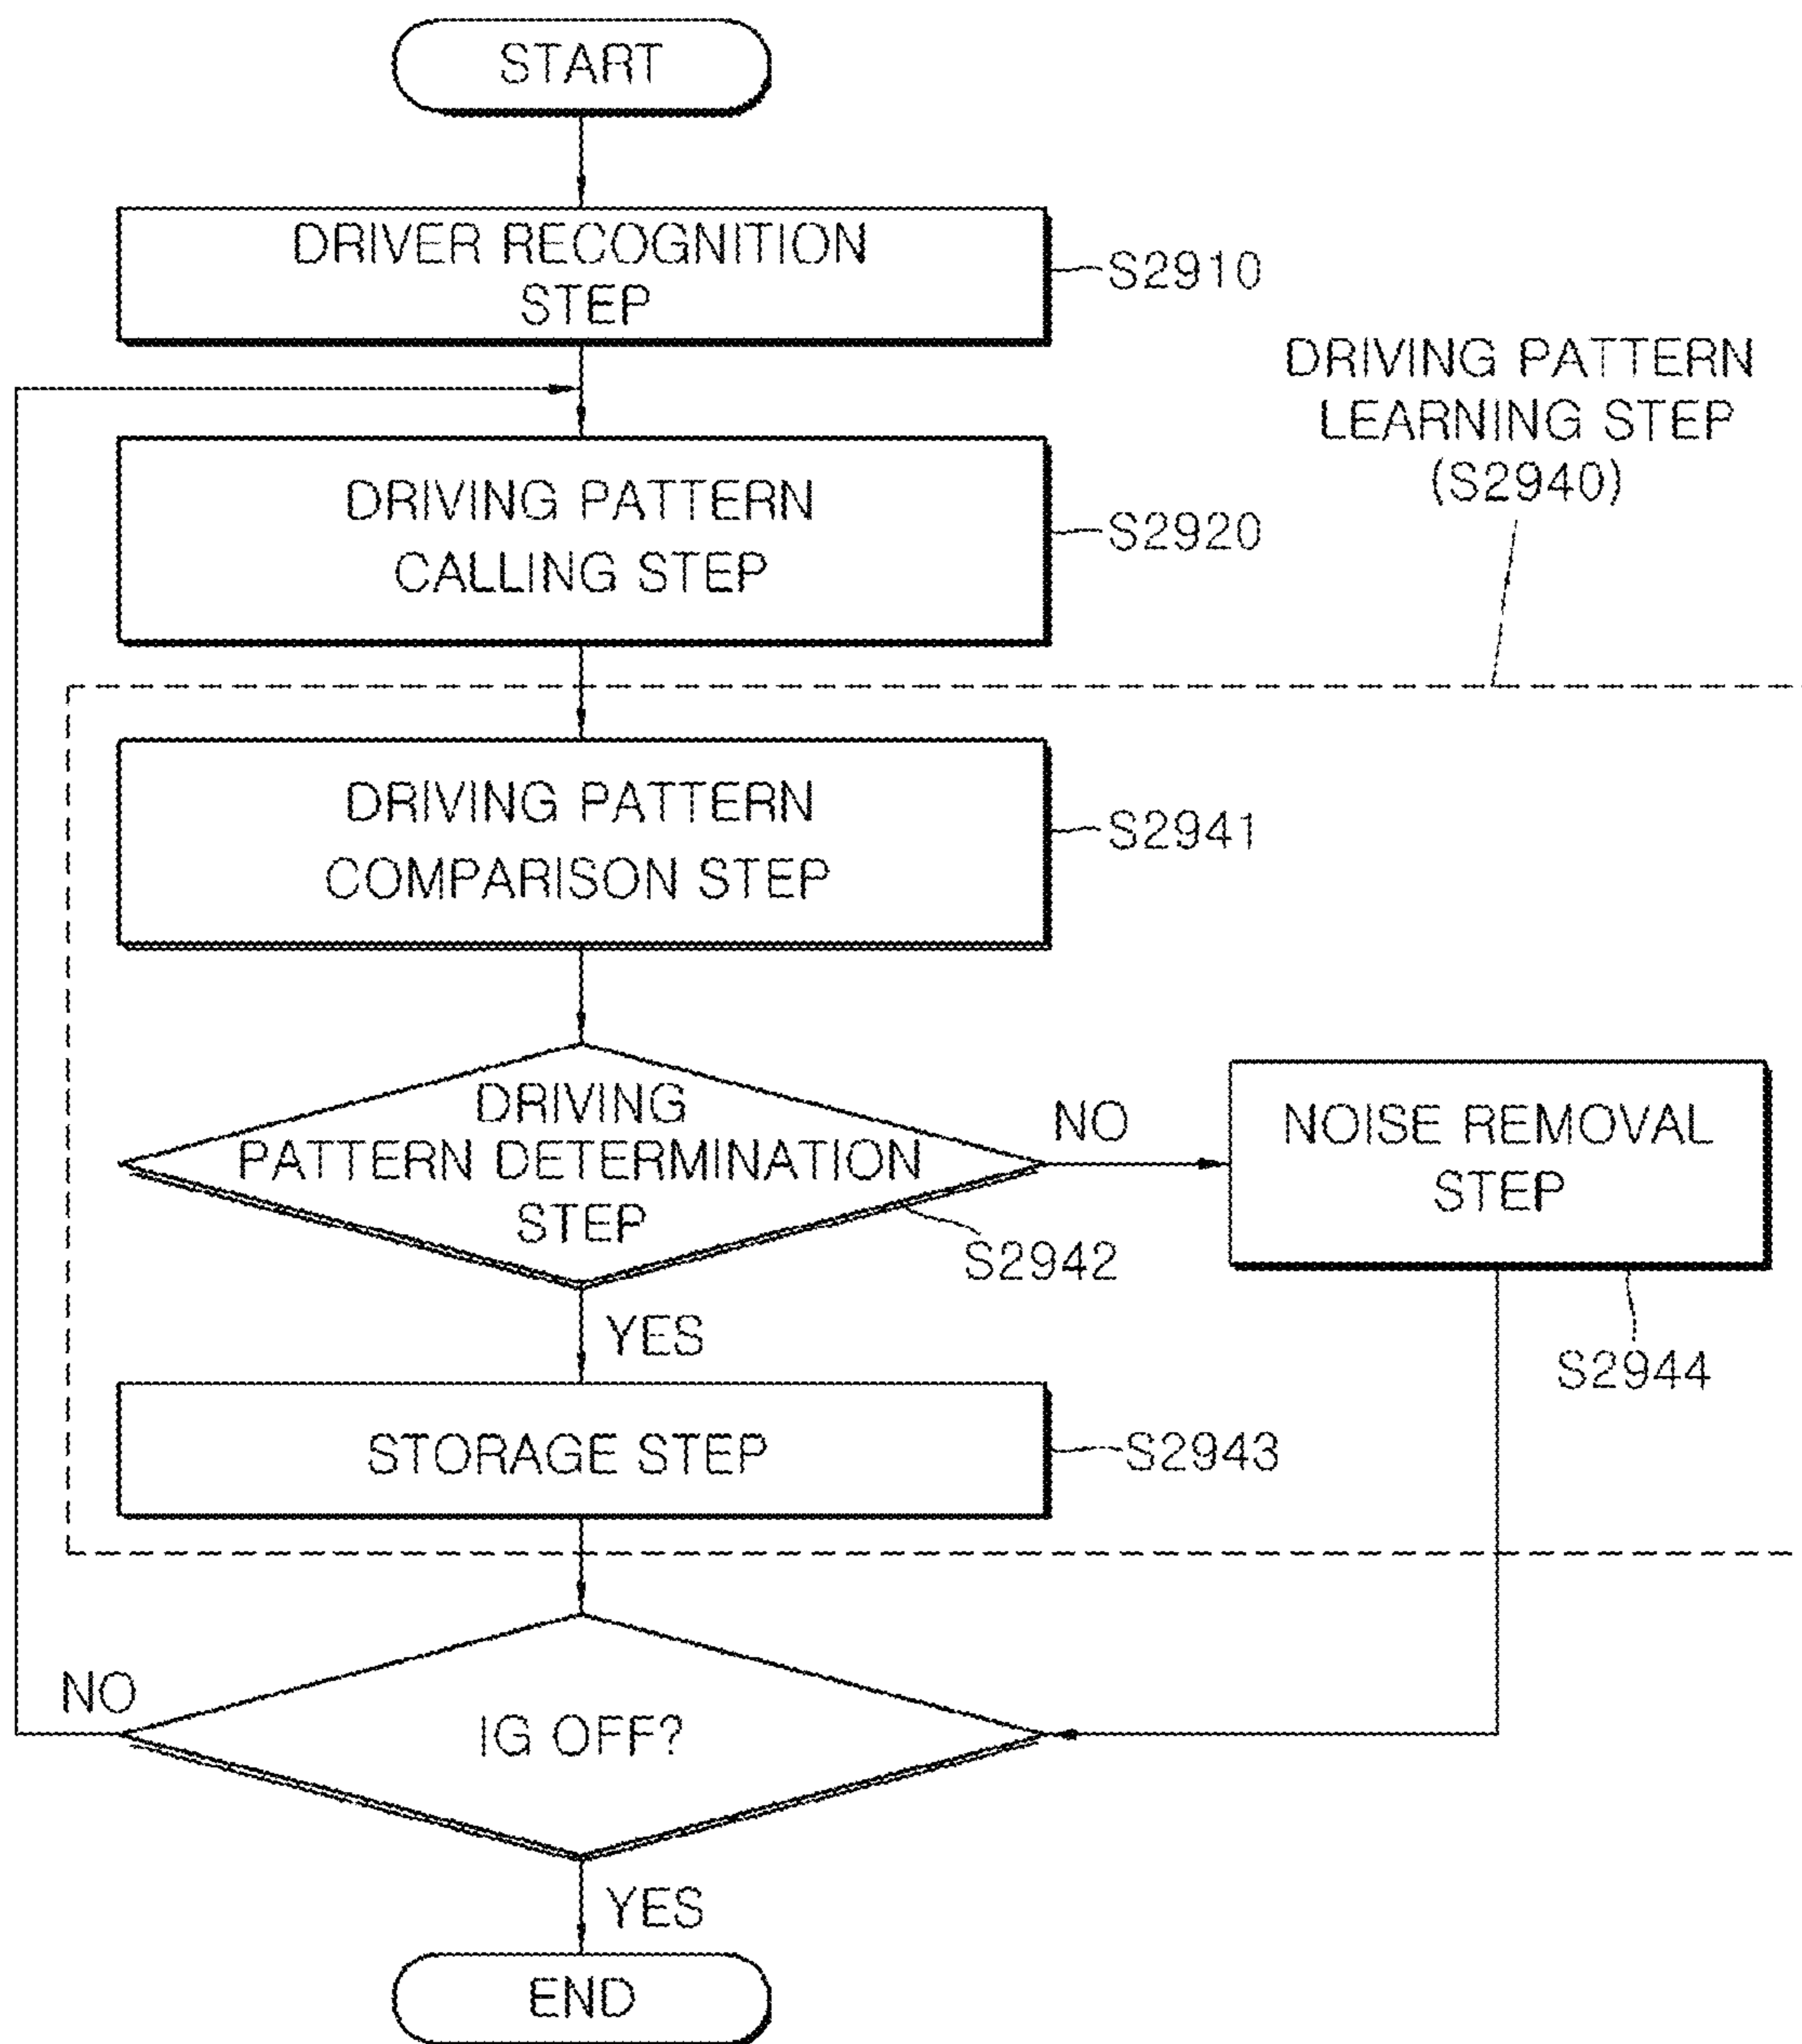 START
DRIVER RECOGNITION
STEP
S2910
DRIVING PATTERN
LEARNING STEP
(S2940)
DRIVING PATTERN
CALLING STEP
S2920
DRIVING PATTERN
COMPARISON STEP
S2941
DRIVING
PATTERN DETERMINATION
STEP
S2942
NO
NOISE REMOVAL
STEP
S2944
YES
STORAGE STEP
S2943
NO
IG OFF?
YES
END